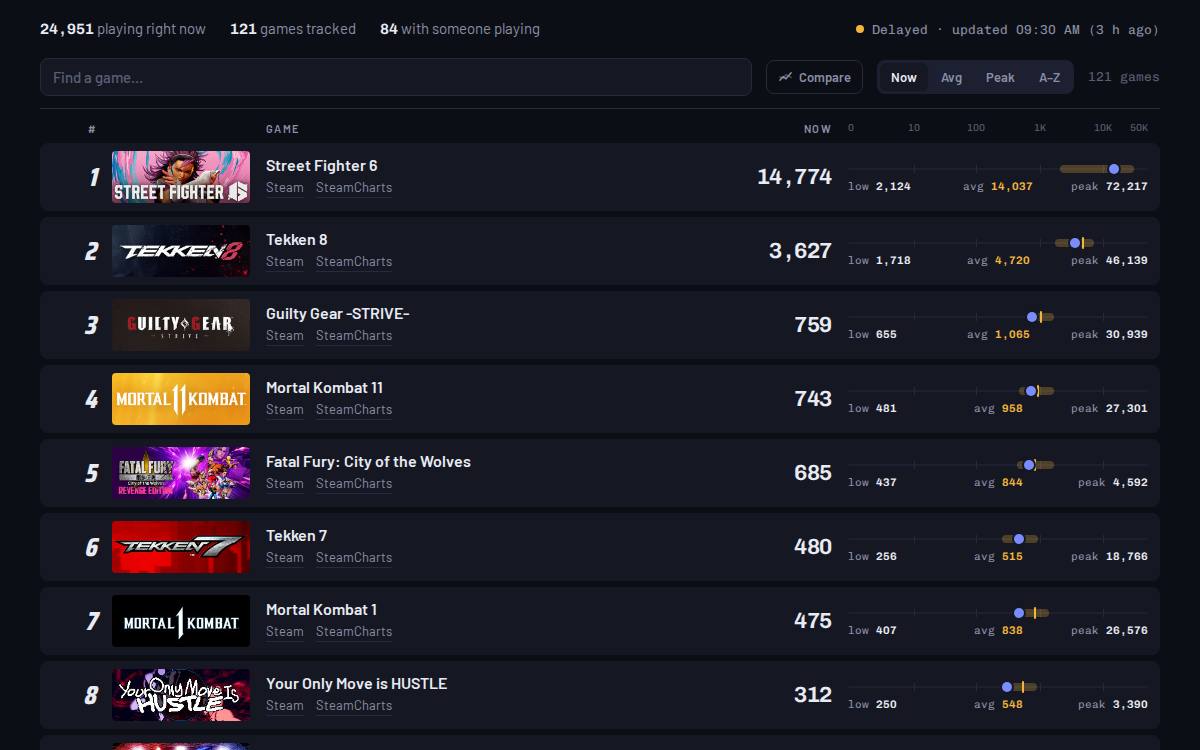 24,951 playing right now 121 games tracked 84 with someone playing Delayed · updated 09:30 AM (3 h ago)
Find a game... Compare Now Avg Peak A–Z 121 games
# GAME NOW 0 10 100 1K 10K 50K
1 STREET FIGHTER 6 Street Fighter 6 14,774
Steam SteamCharts low 2,124 avg 14,037 peak 72,217
2 TEKKEN 8 Tekken 8 3,627
Steam SteamCharts low 1,718 avg 4,720 peak 46,139
3 GUILTY GEAR -STRIVE- Guilty Gear -STRIVE- 759
Steam SteamCharts low 655 avg 1,065 peak 30,939
4 MORTAL KOMBAT 11 Mortal Kombat 11 743
Steam SteamCharts low 481 avg 958 peak 27,301
5 FATAL FURY City of the Wolves REVENGE EDITION Fatal Fury: City of the Wolves 685
Steam SteamCharts low 437 avg 844 peak 4,592
6 TEKKEN 7 Tekken 7 480
Steam SteamCharts low 256 avg 515 peak 18,766
7 MORTAL KOMBAT 1 Mortal Kombat 1 475
Steam SteamCharts low 407 avg 838 peak 26,576
8 Your Only Move Is HUSTLE Your Only Move is HUSTLE 312
Steam SteamCharts low 250 avg 548 peak 3,390